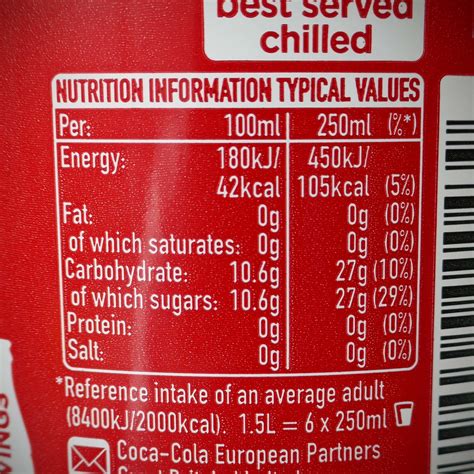 best served
chilled
NUTRITION INFORMATION TYPICAL VALUES
Per: 100ml 250ml (%*)
Energy: 180kJ/ 450kJ/
42kcal 105kcal (5%)
Fat: 0g 0g (0%)
of which saturates: 0g 0g (0%)
Carbohydrate: 10.6g 27g (10%)
of which sugars: 10.6g 27g (29%)
Protein: 0g 0g (0%)
Salt: 0g 0g (0%)
*Reference intake of an average adult
(8400kJ/2000kcal). 1.5L = 6 x 250ml
Coca-Cola European Partners